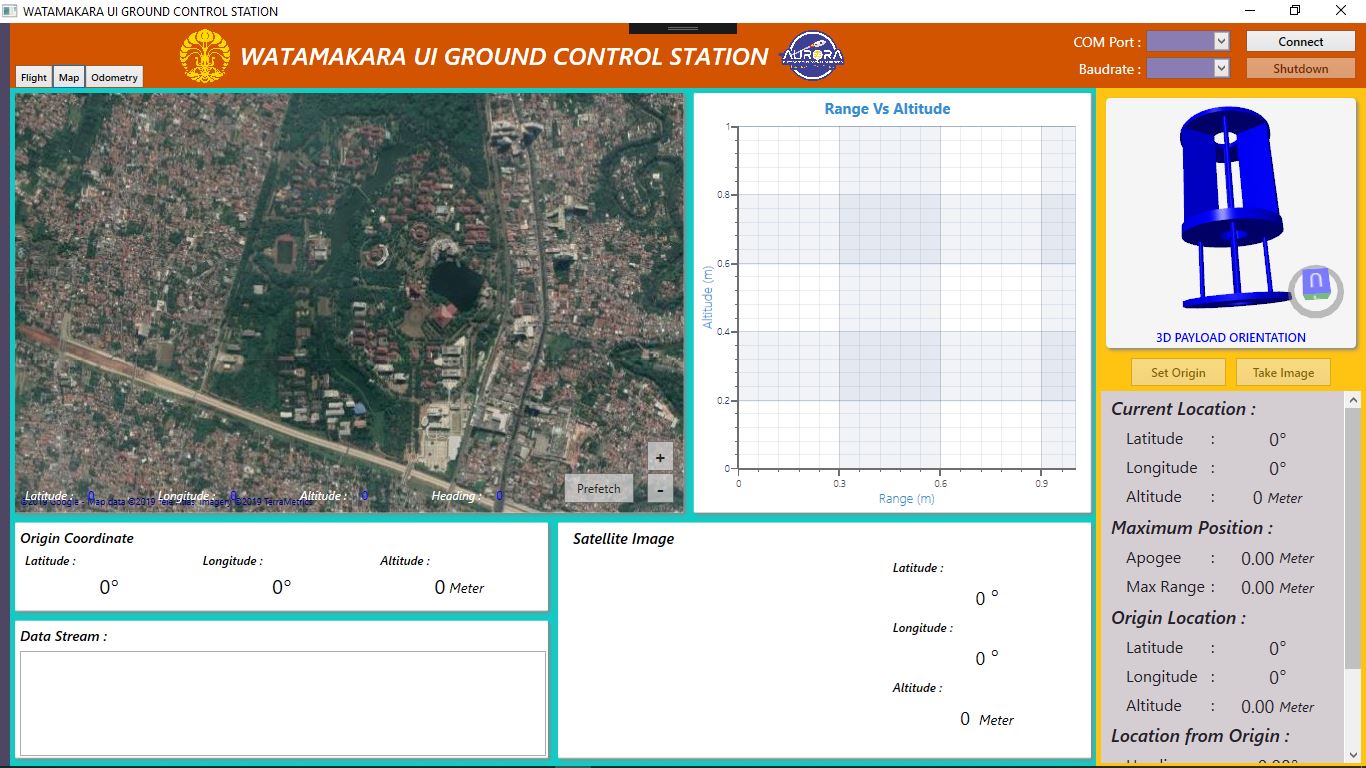 WATAMAKARA UI GROUND CONTROL STATION
WATAMAKARA UI GROUND CONTROL STATION
AURORA
COM Port :
Connect
Baudrate :
Shutdown
Flight
Map
Odometry
Latitude : 0
Longitude : 0
Altitude : 0
Heading : 0
©2019 Google - Map data ©2019 Tele Atlas, Imagery ©2019 TerraMetrics
Prefetch
+
-
Range Vs Altitude
1
0.8
0.6
0.4
0.2
0
Altitude (m)
0 0.3 0.6 0.9
Range (m)
3D PAYLOAD ORIENTATION
Set Origin
Take Image
Origin Coordinate
Latitude :
Longitude :
Altitude :
0°
0°
0 Meter
Data Stream :
Satellite Image
Latitude :
0 °
Longitude :
0 °
Altitude :
0 Meter
Current Location :
Latitude : 0°
Longitude : 0°
Altitude : 0 Meter
Maximum Position :
Apogee : 0.00 Meter
Max Range : 0.00 Meter
Origin Location :
Latitude : 0°
Longitude : 0°
Altitude : 0.00 Meter
Location from Origin :